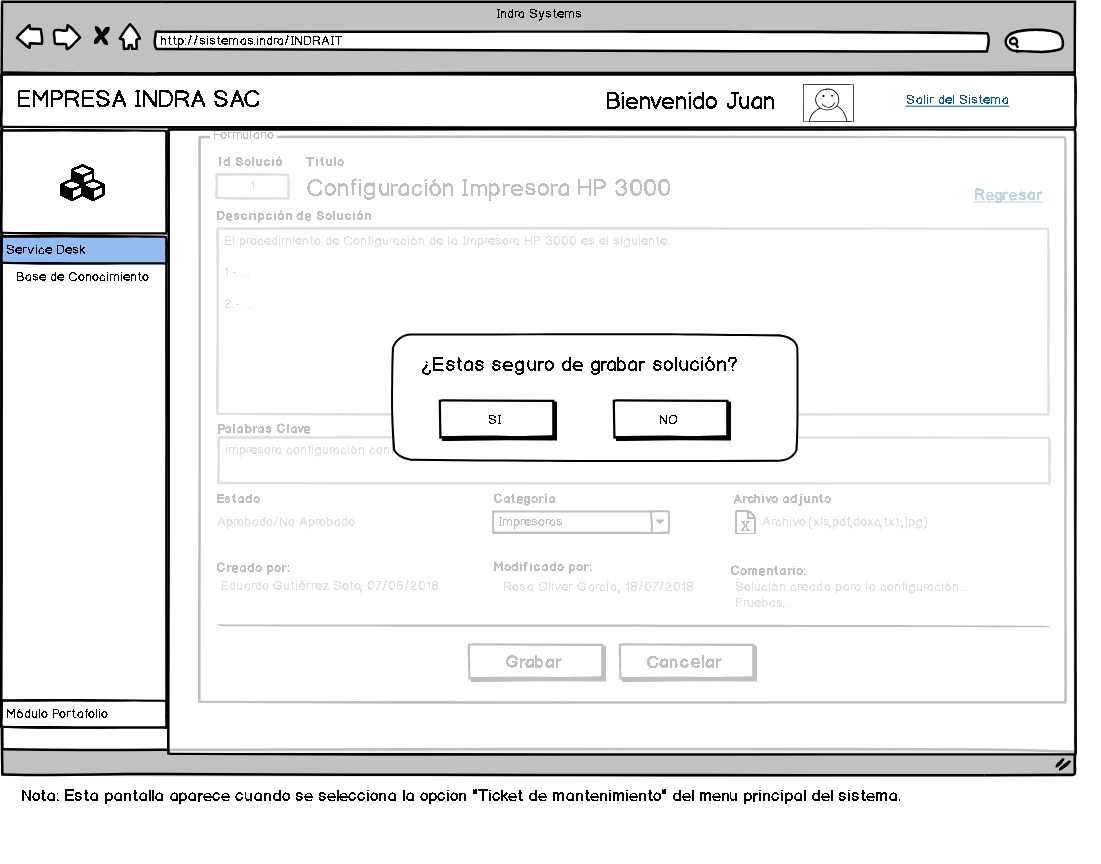 Indra Systems
http://sistemas.indra/INDRAIT
EMPRESA INDRA SAC
Bienvenido Juan
Salir del Sistema
Service Desk
Base de Conocimiento
Módulo Portafolio
Formulario
Id Solució
Titulo
1
Configuración Impresora HP 3000
Regresar
Descripción de Solución
El procedimiento de Configuración de la Impresora HP 3000 es el siguiente:
1.- ...
2.- ...
¿Estas seguro de grabar solución?
SI
NO
Palabras Clave
impresora configuración con
Estado
Categoría
Archivo adjunto
Aprobado/No Aprobado
Impresoras
X
Archivo.(xls,pdf,doxc,txt,jpg)
Creado por:
Modificado por:
Comentario:
Eduardo Gutiérrez Soto, 07/06/2018
Rosa Oliver García, 18/07/2018
Solución creada para la configuración...
Pruebas...
Grabar
Cancelar
Nota: Esta pantalla aparece cuando se selecciona la opcion "Ticket de mantenimiento" del menu principal del sistema.